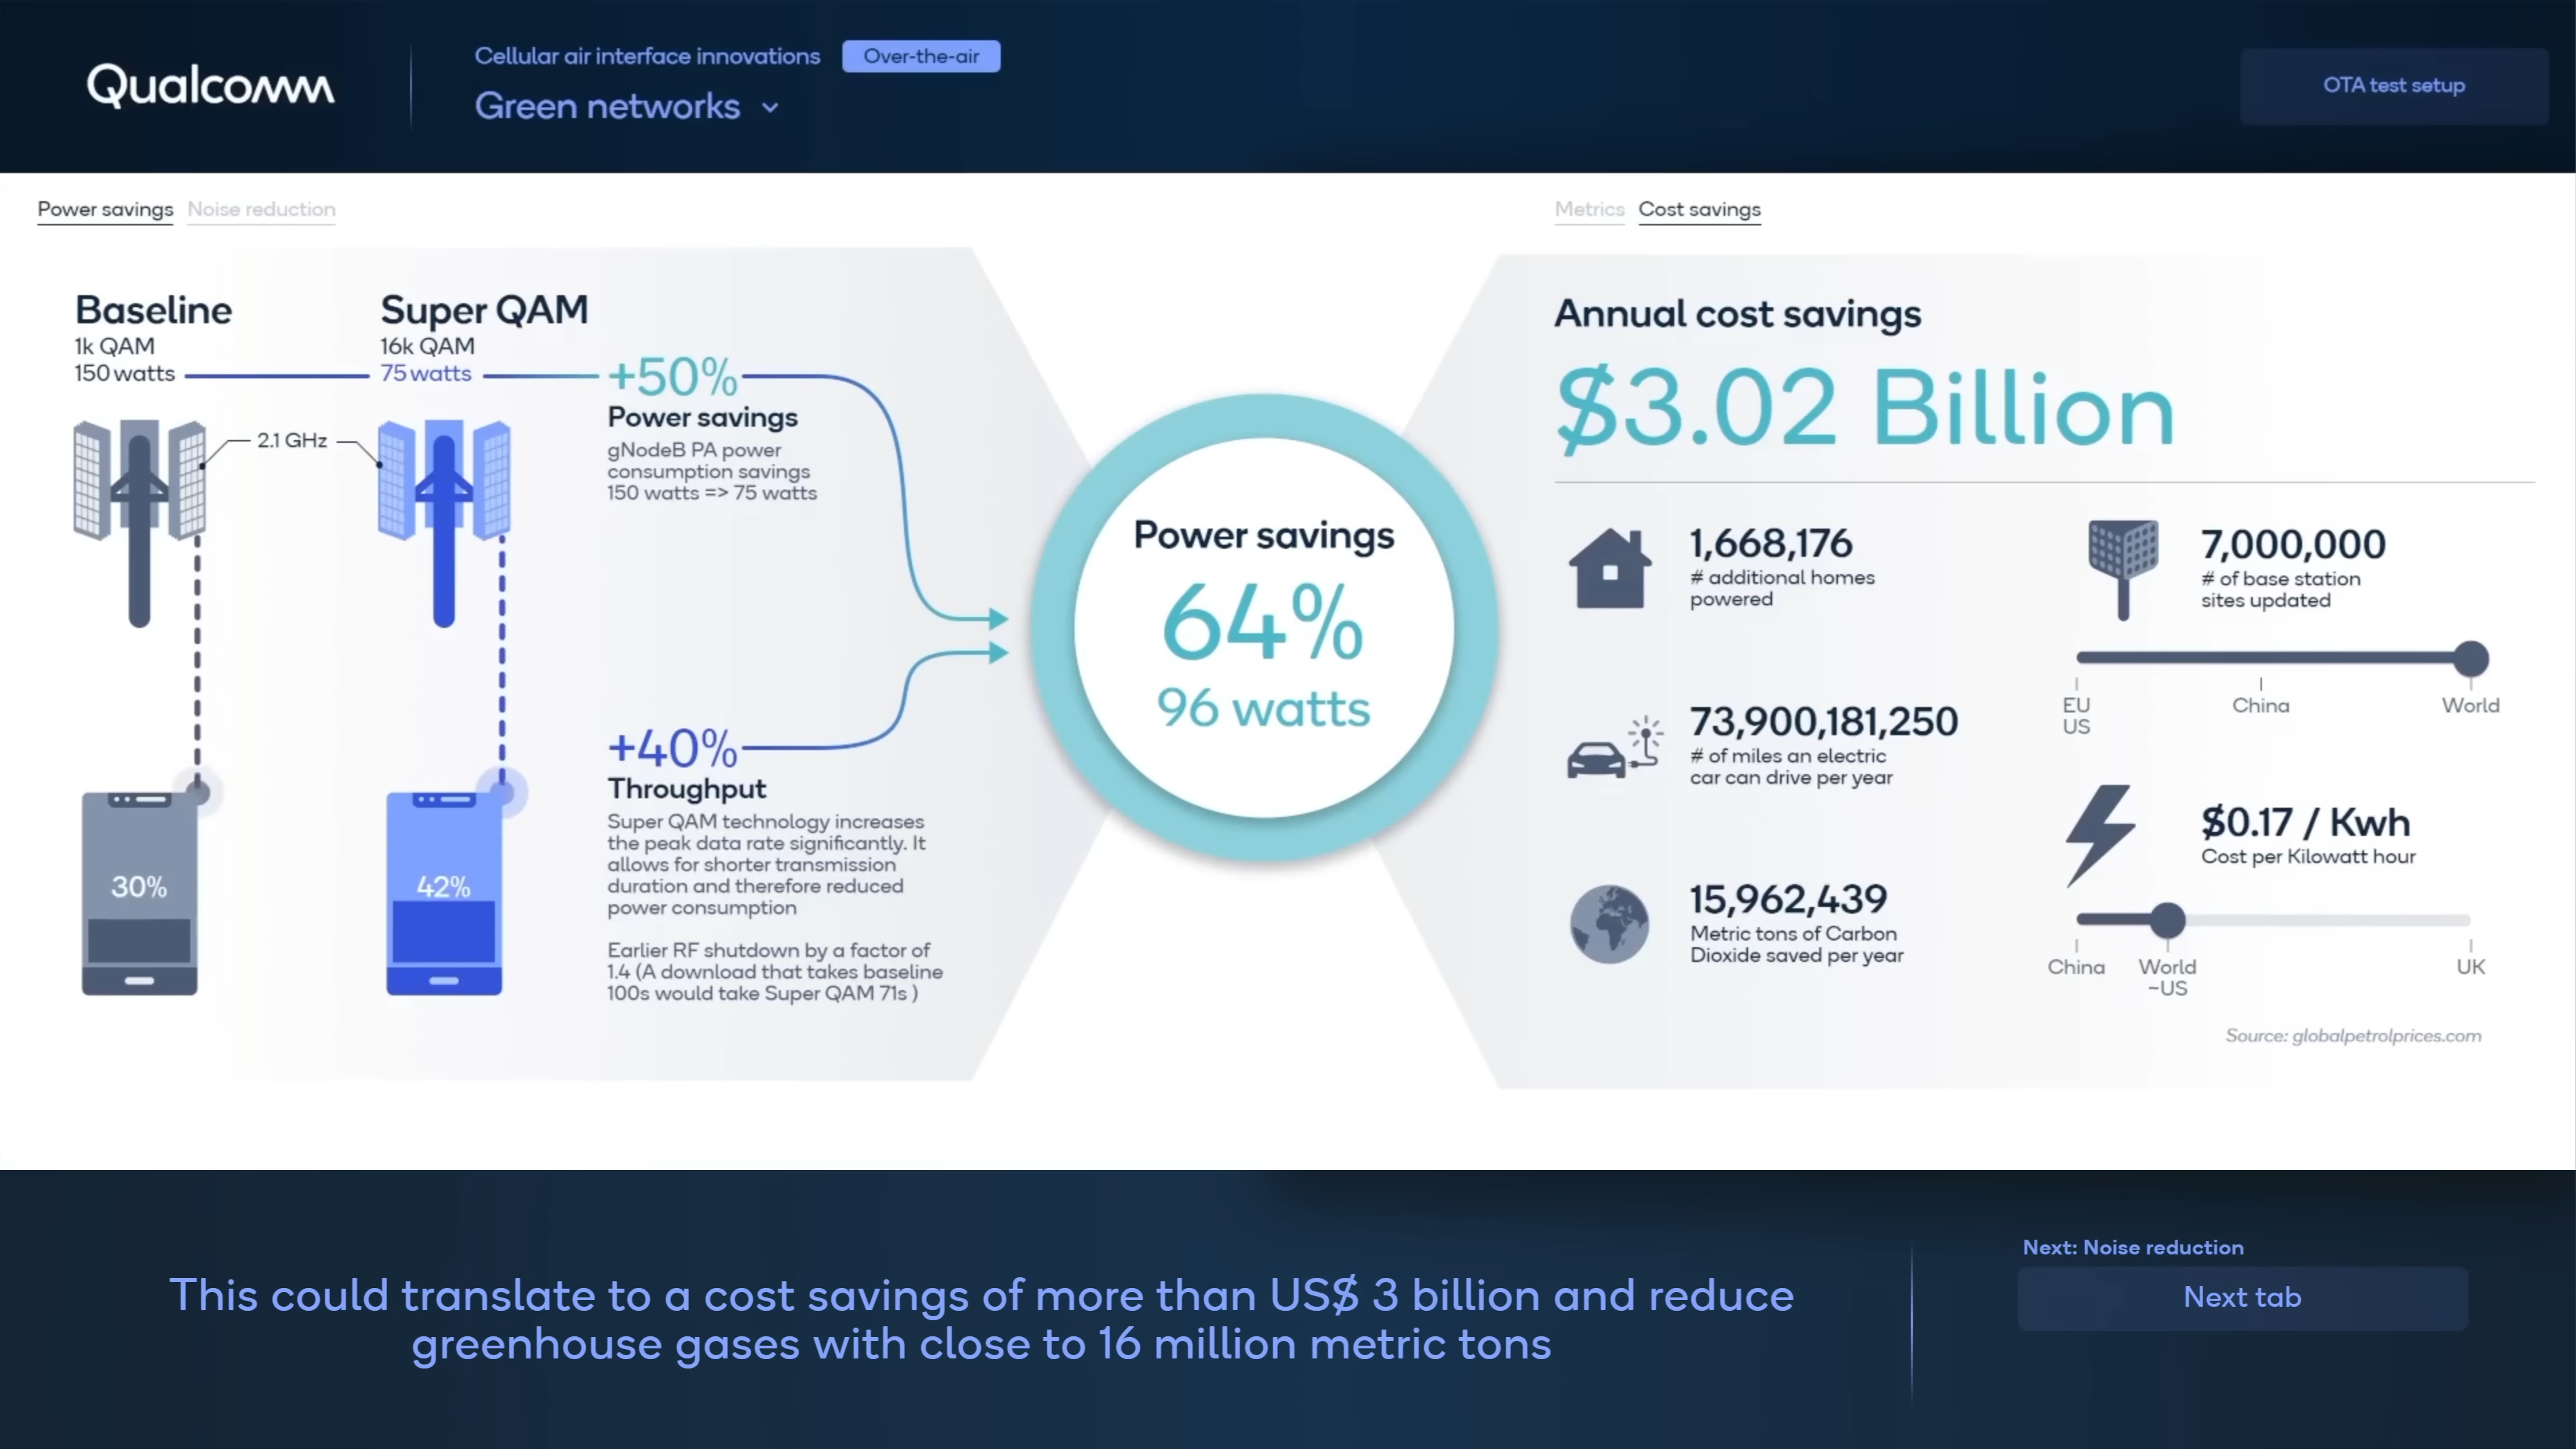 Qualcomm
Cellular air interface innovations
Over-the-air
Green networks
OTA test setup
Power savings
Noise reduction
Metrics
Cost savings
Baseline
1k QAM
150 watts
Super QAM
16k QAM
75 watts
2.1 GHz
+50%
Power savings
gNodeB PA power
consumption savings
150 watts => 75 watts
30%
42%
+40%
Throughput
Super QAM technology increases
the peak data rate significantly. It
allows for shorter transmission
duration and therefore reduced
power consumption
Earlier RF shutdown by a factor of
1.4 (A download that takes baseline
100s would take Super QAM 71s )
Power savings
64%
96 watts
Annual cost savings
$3.02 Billion
1,668,176
# additional homes
powered
73,900,181,250
# of miles an electric
car can drive per year
15,962,439
Metric tons of Carbon
Dioxide saved per year
7,000,000
# of base station
sites updated
EU
US
China
World
$0.17 / Kwh
Cost per Kilowatt hour
China
World
~US
UK
Source: globalpetrolprices.com
This could translate to a cost savings of more than US$ 3 billion and reduce
greenhouse gases with close to 16 million metric tons
Next: Noise reduction
Next tab